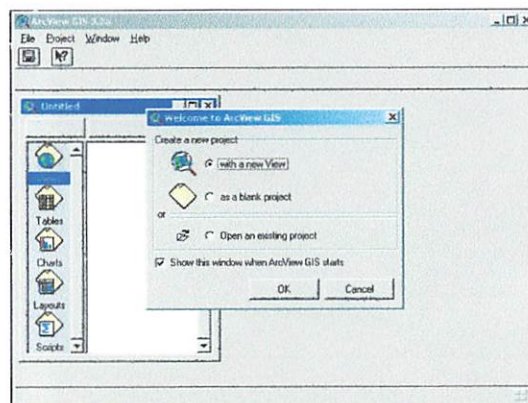 ArcView GIS 3.2a
File Project Window Help
Untitled
Welcome to ArcView GIS
Create a new project
with a new View
as a blank project
or
Open an existing project
Show this window when ArcView GIS starts
OK Cancel
Tables
Charts
Layouts
Scripts